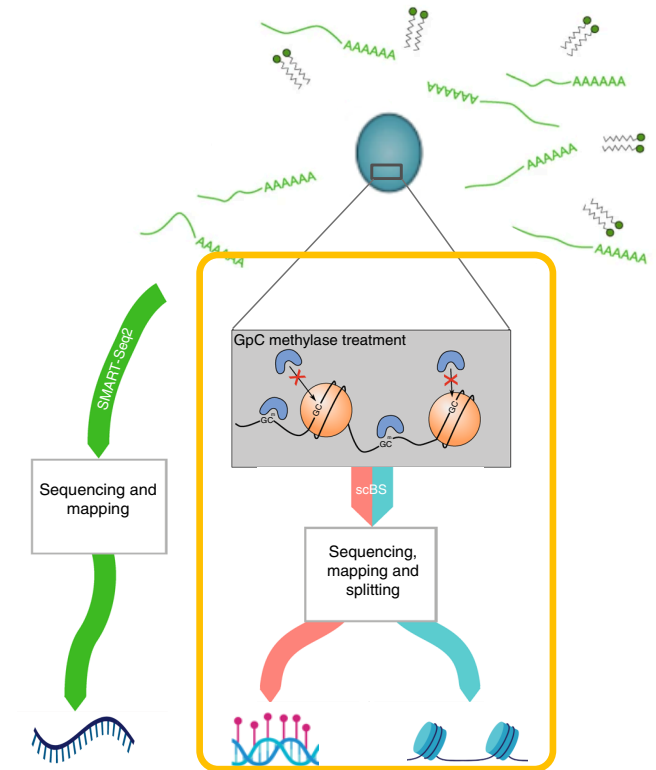 AAAAAA
AAAAAA
AAAAAA
AAAAAA
AAAAAA
AAAAAA
AAAAAA
GpC methylase treatment
GC
GC
GC m
GC m
SMART-Seq2
scBS
Sequencing and
mapping
Sequencing,
mapping and
splitting